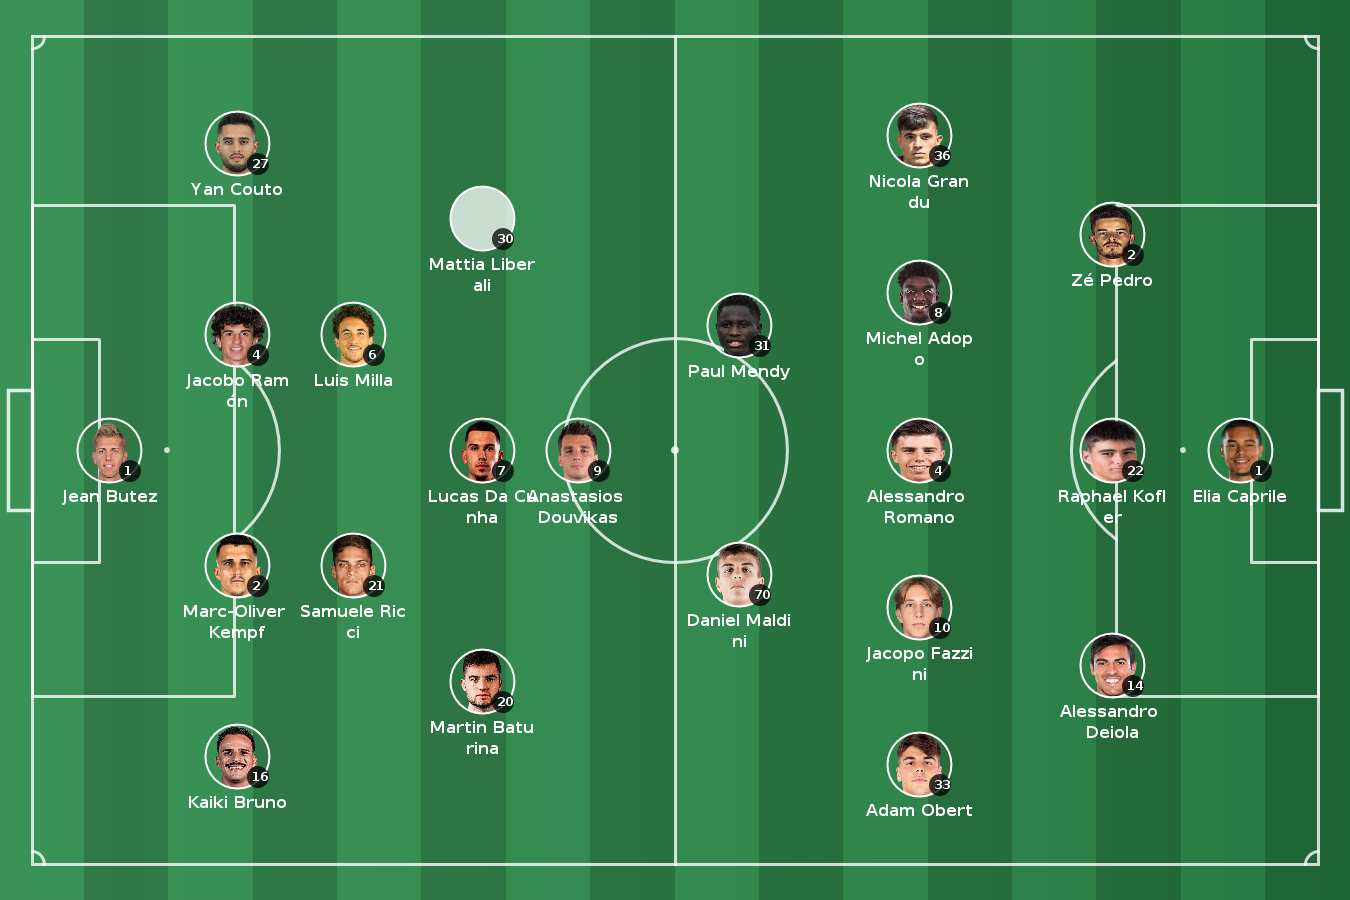 27
Yan Couto
4
Jacobo Ram
ón
1
Jean Butez
2
Marc-Oliver
Kempf
16
Kaiki Bruno
6
Luis Milla
21
Samuele Ric
ci
30
Mattia Liber
ali
7
Lucas Da Cu
nha
20
Martin Batu
rina
9
Anastasios
Douvikas
31
Paul Mendy
70
Daniel Maldi
ni
36
Nicola Gran
du
8
Michel Adop
o
4
Alessandro
Romano
10
Jacopo Fazzi
ni
33
Adam Obert
2
Zé Pedro
22
Raphael Kofl
er
14
Alessandro
Deiola
1
Elia Caprile